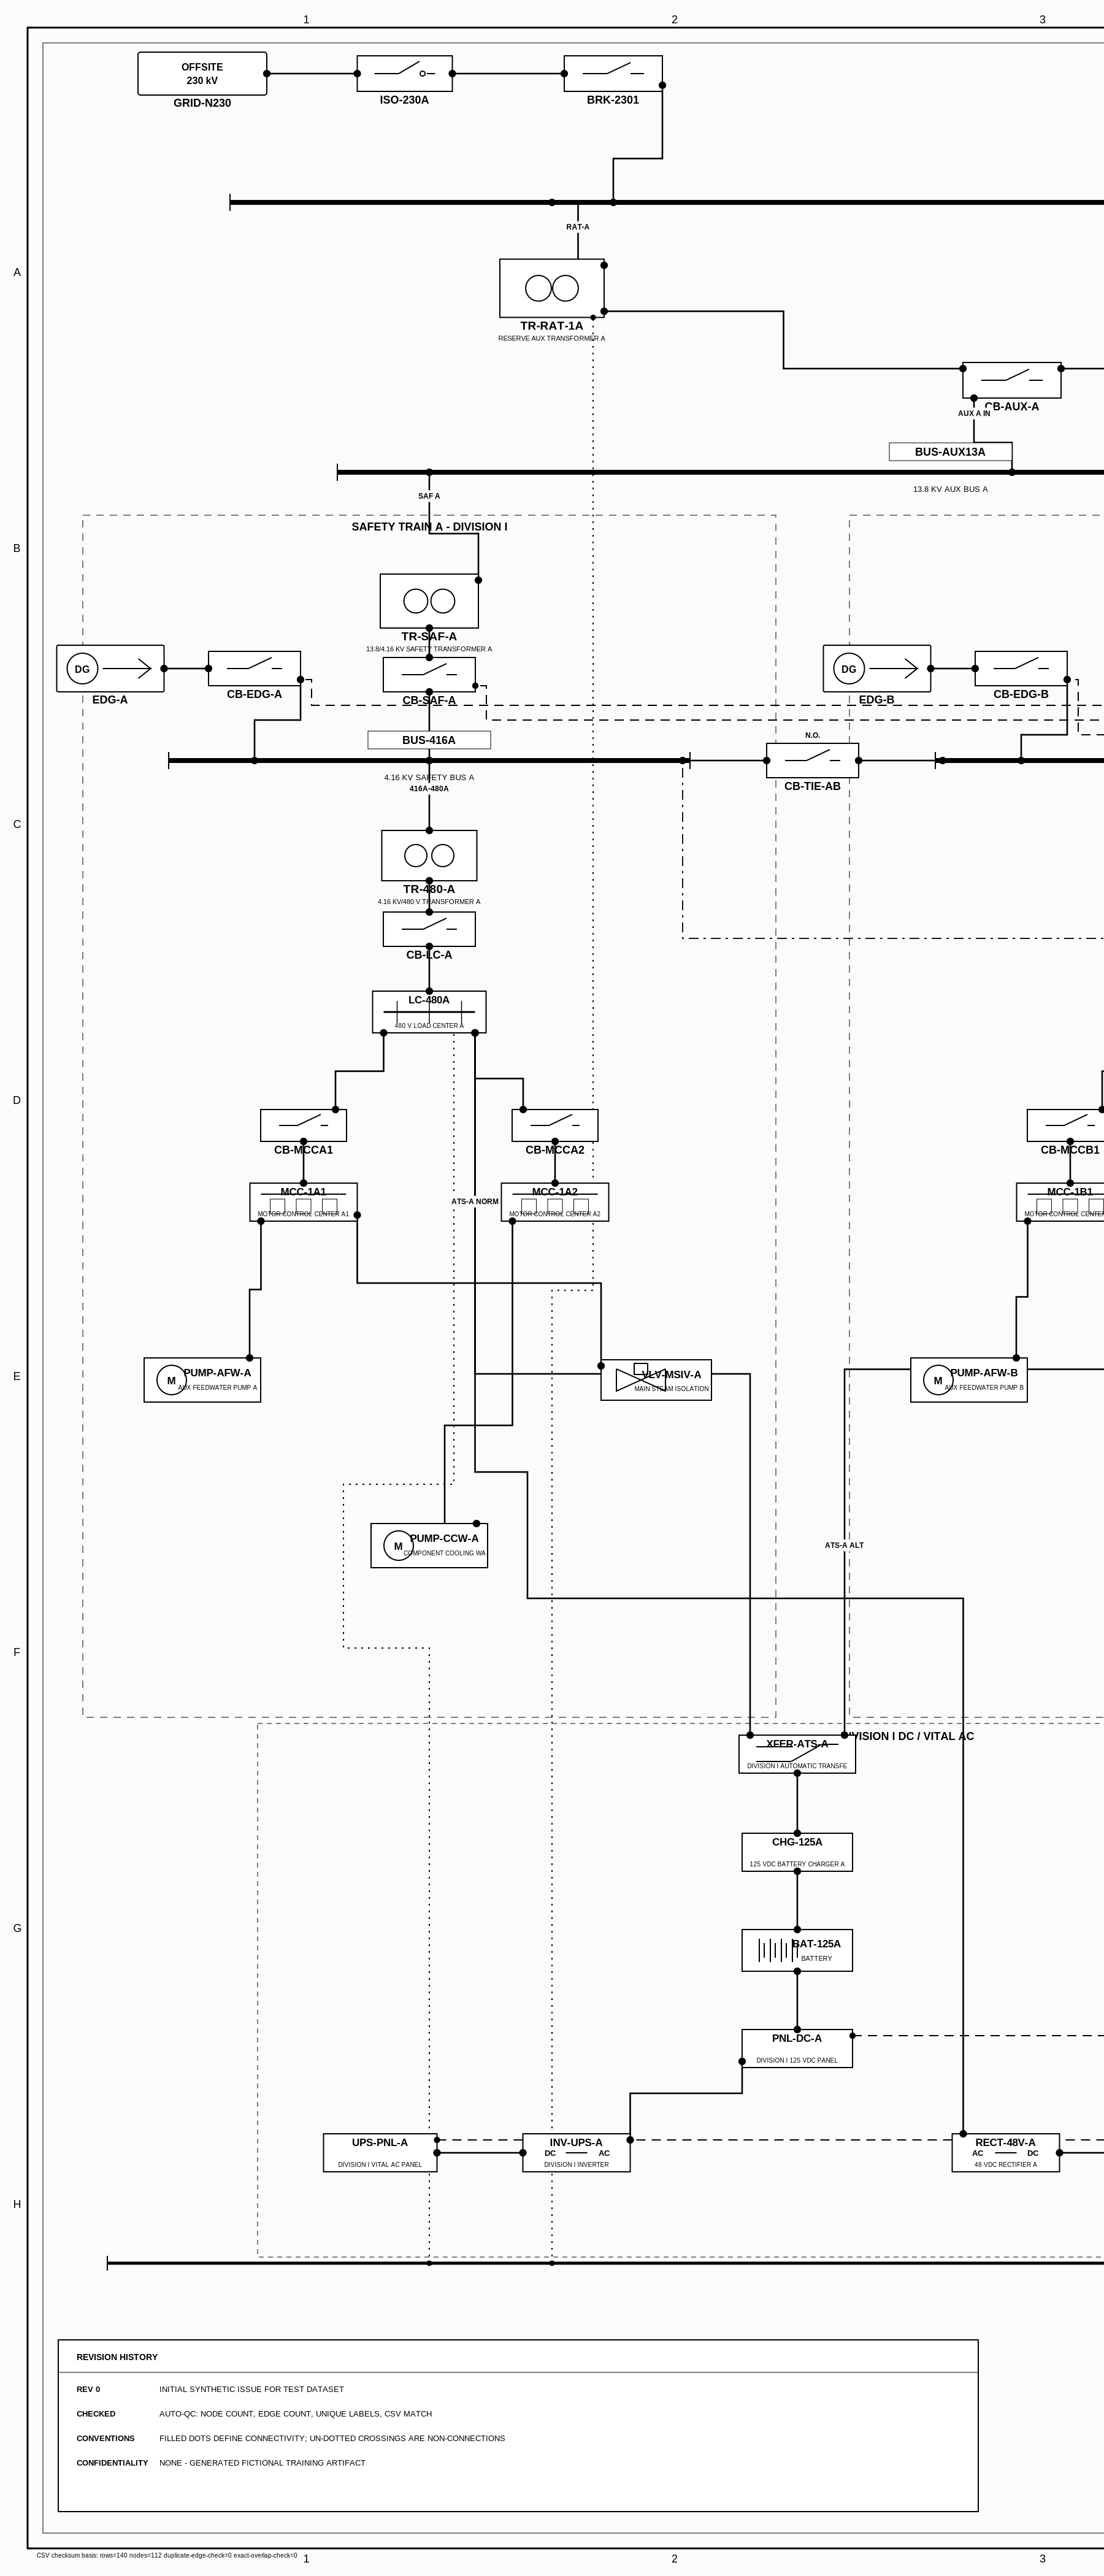 1 2 3
OFFSITE
230 kV
GRID-N230
ISO-230A
BRK-2301
RAT-A
A
TR-RAT-1A
RESERVE AUX TRANSFORMER A
CB-AUX-A
AUX A IN
BUS-AUX13A
13.8 KV AUX BUS A
SAF A
SAFETY TRAIN A - DIVISION I
B
TR-SAF-A
13.8/4.16 KV SAFETY TRANSFORMER A
DG
EDG-A
CB-EDG-A
CB-SAF-A
DG
EDG-B
CB-EDG-B
BUS-416A
N.O.
CB-TIE-AB
4.16 KV SAFETY BUS A
416A-480A
C
TR-480-A
4.16 KV/480 V TRANSFORMER A
CB-LC-A
LC-480A
480 V LOAD CENTER A
D
CB-MCCA1
CB-MCCA2
CB-MCCB1
MCC-1A1
MOTOR CONTROL CENTER A1
ATS-A NORM
MCC-1A2
MOTOR CONTROL CENTER A2
MCC-1B1
MOTOR CONTROL CENTER
E
M
PUMP-AFW-A
AUX FEEDWATER PUMP A
VLV-MSIV-A
MAIN STEAM ISOLATION
M
PUMP-AFW-B
AUX FEEDWATER PUMP B
M
PUMP-CCW-A
COMPONENT COOLING WA
ATS-A ALT
F
IVISION I DC / VITAL AC
XFER-ATS-A
DIVISION I AUTOMATIC TRANSFE
CHG-125A
125 VDC BATTERY CHARGER A
G
BAT-125A
BATTERY
PNL-DC-A
DIVISION I 125 VDC PANEL
UPS-PNL-A
DIVISION I VITAL AC PANEL
INV-UPS-A
DC AC
DIVISION I INVERTER
RECT-48V-A
AC DC
48 VDC RECTIFIER A
H
REVISION HISTORY
REV 0 INITIAL SYNTHETIC ISSUE FOR TEST DATASET
CHECKED AUTO-QC: NODE COUNT, EDGE COUNT, UNIQUE LABELS, CSV MATCH
CONVENTIONS FILLED DOTS DEFINE CONNECTIVITY; UN-DOTTED CROSSINGS ARE NON-CONNECTIONS
CONFIDENTIALITY NONE - GENERATED FICTIONAL TRAINING ARTIFACT
CSV checksum basis: rows=140 nodes=112 duplicate-edge-check=0 exact-overlap-check=0
1 2 3